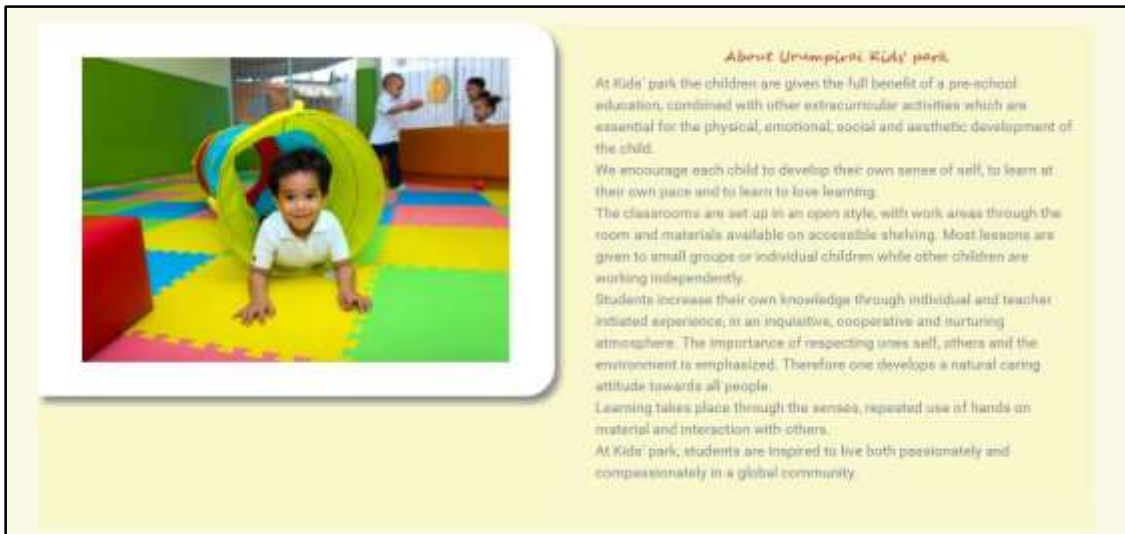 About Urumpirai Kids' park
At Kids' park the children are given the full benefit of a pre-school
education, combined with other extracurricular activities which are
essential for the physical, emotional, social and aesthetic development of
the child.
We encourage each child to develop their own sense of self, to learn at
their own pace and to learn to love learning.
The classrooms are set up in an open style, with work areas through the
room and materials available on accessible shelving. Most lessons are
given to small groups or individual children while other children are
working independently.
Students increase their own knowledge through individual and teacher
initiated experience, in an inquisitive, cooperative and nurturing
atmosphere. The importance of respecting ones self, others and the
environment is emphasized. Therefore one develops a natural caring
attitude towards all people.
Learning takes place through the senses, repeated use of hands on
material and interaction with others.
At Kids' park, students are inspired to live both passionately and
compassionately in a global community.